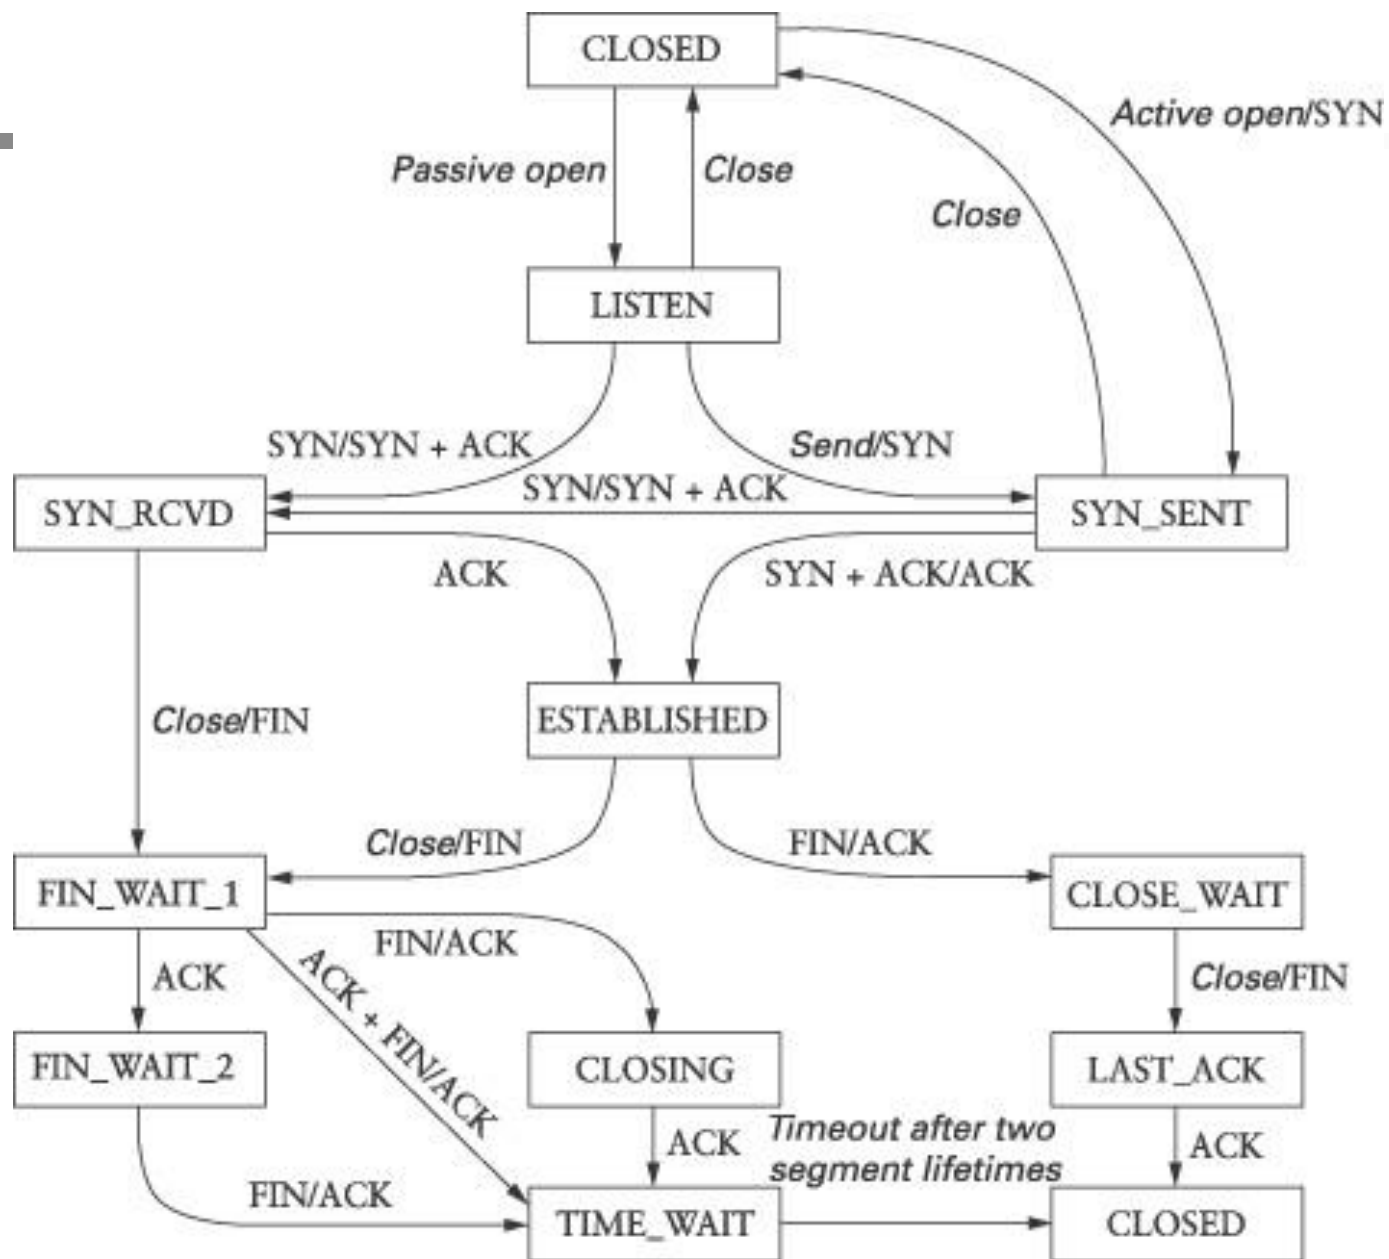 CLOSED
Active open/SYN
Passive open
Close
Close
LISTEN
SYN/SYN + ACK
Send/SYN
SYN/SYN + ACK
SYN_RCVD
SYN_SENT
ACK
SYN + ACK/ACK
ESTABLISHED
Close/FIN
Close/FIN
FIN/ACK
FIN_WAIT_1
CLOSE_WAIT
FIN/ACK
ACK
ACK + FIN/ACK
Close/FIN
FIN_WAIT_2
CLOSING
LAST_ACK
ACK
Timeout after two
segment lifetimes
ACK
FIN/ACK
TIME_WAIT
CLOSED